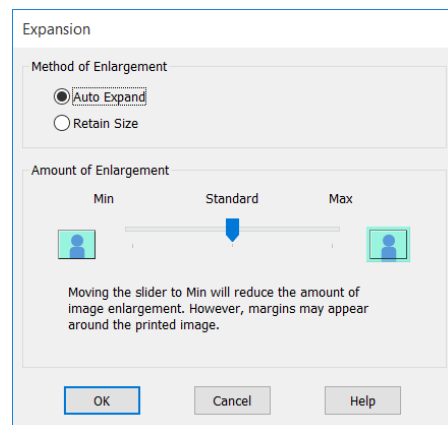 Expansion
Method of Enlargement
Auto Expand
Retain Size
Amount of Enlargement
Min Standard Max
Moving the slider to Min will reduce the amount of
image enlargement. However, margins may appear
around the printed image.
OK Cancel Help